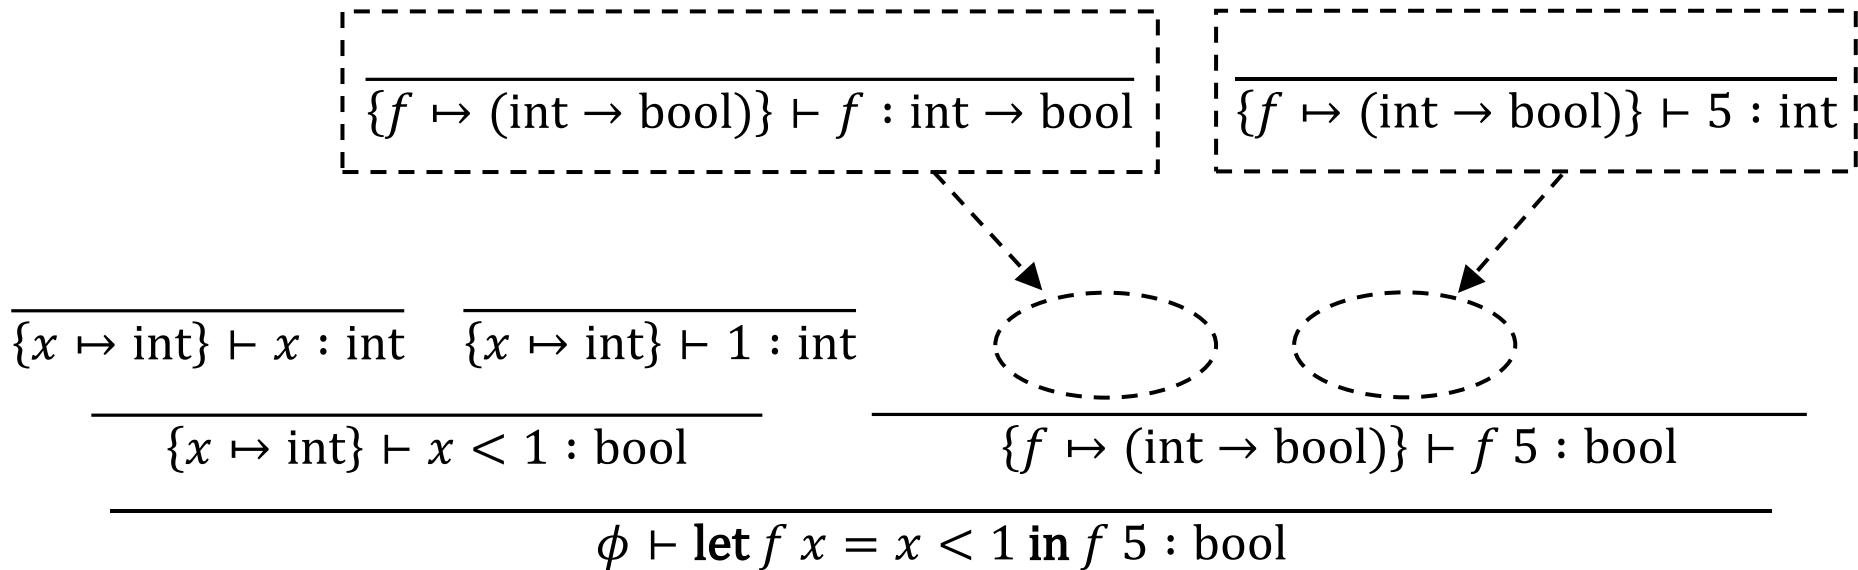 {f ↦ (int → bool)} ⊢ f : int → bool
{f ↦ (int → bool)} ⊢ 5 : int
{x ↦ int} ⊢ x : int
{x ↦ int} ⊢ 1 : int
{x ↦ int} ⊢ x < 1 : bool
{f ↦ (int → bool)} ⊢ f 5 : bool
ϕ ⊢ let f x = x < 1 in f 5 : bool